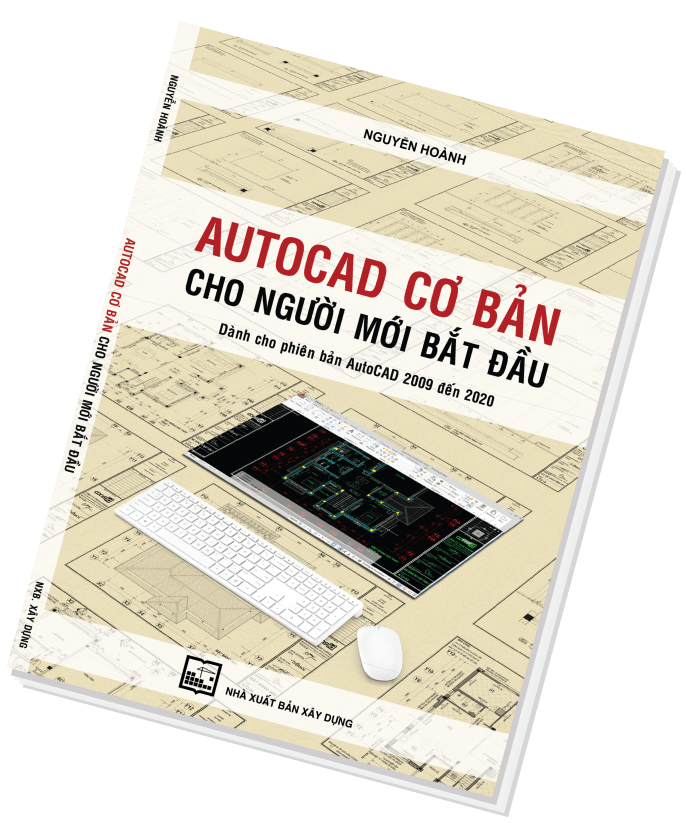 NGUYỄN HOÀNH
AUTOCAD CƠ BẢN
CHO NGƯỜI MỚI BẮT ĐẦU
Dành cho phiên bản AutoCAD 2009 đến 2020
NHÀ XUẤT BẢN XÂY DỰNG
NGUYỄN HOÀNH
AUTOCAD CƠ BẢN CHO NGƯỜI MỚI BẮT ĐẦU
NXB. XÂY DỰNG